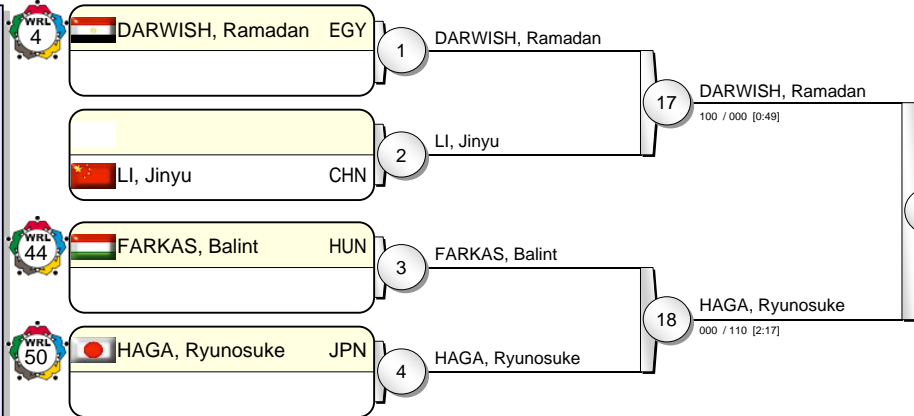 WRL
4
DARWISH, Ramadan EGY
1
DARWISH, Ramadan
17
DARWISH, Ramadan
100 / 000 [0:49]
2
LI, Jinyu
LI, Jinyu CHN
WRL
44
FARKAS, Balint HUN
3
FARKAS, Balint
18
HAGA, Ryunosuke
000 / 110 [2:17]
WRL
50
HAGA, Ryunosuke JPN
4
HAGA, Ryunosuke